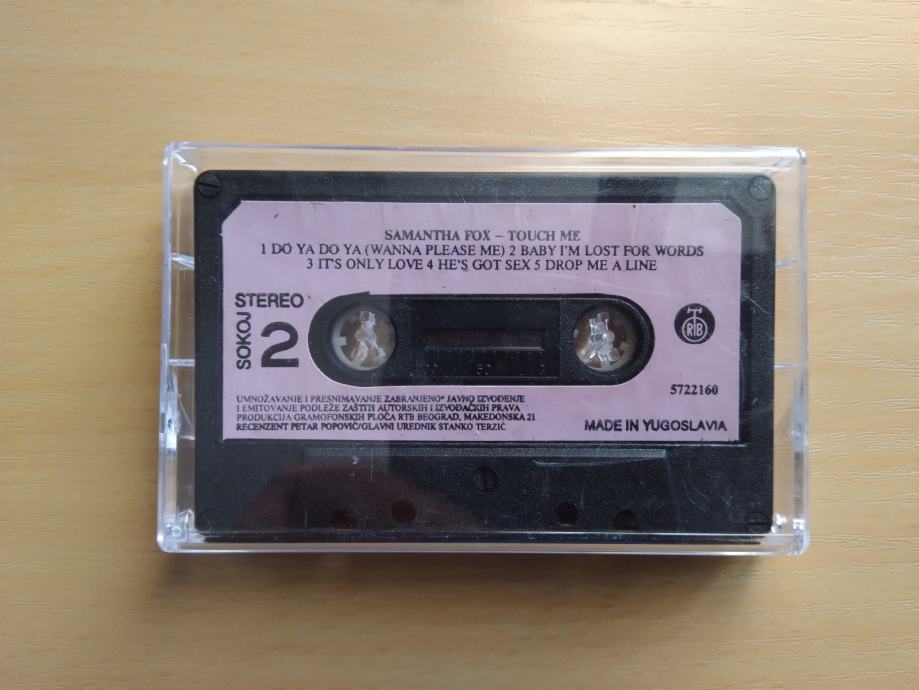 SAMANTHA FOX – TOUCH ME
1 DO YA DO YA (WANNA PLEASE ME) 2 BABY I'M LOST FOR WORDS
3 IT'S ONLY LOVE 4 HE'S GOT SEX 5 DROP ME A LINE
STEREO
SOKOJ
2
RTB
5722160
UMNOŽAVANJE I PRESNIMAVANJE ZABRANJENO* JAVNO IZVOĐENJE
I EMITOVANJE PODLEŽE ZAŠTITI AUTORSKIH I IZVOĐAČKIH PRAVA
PRODUKCIJA GRAMOFONSKIH PLOČA RTB BEOGRAD, MAKEDONSKA 21
RECENZENT PETAR POPOVIĆ/GLAVNI UREDNIK STANKO TERZIĆ
MADE IN YUGOSLAVIA